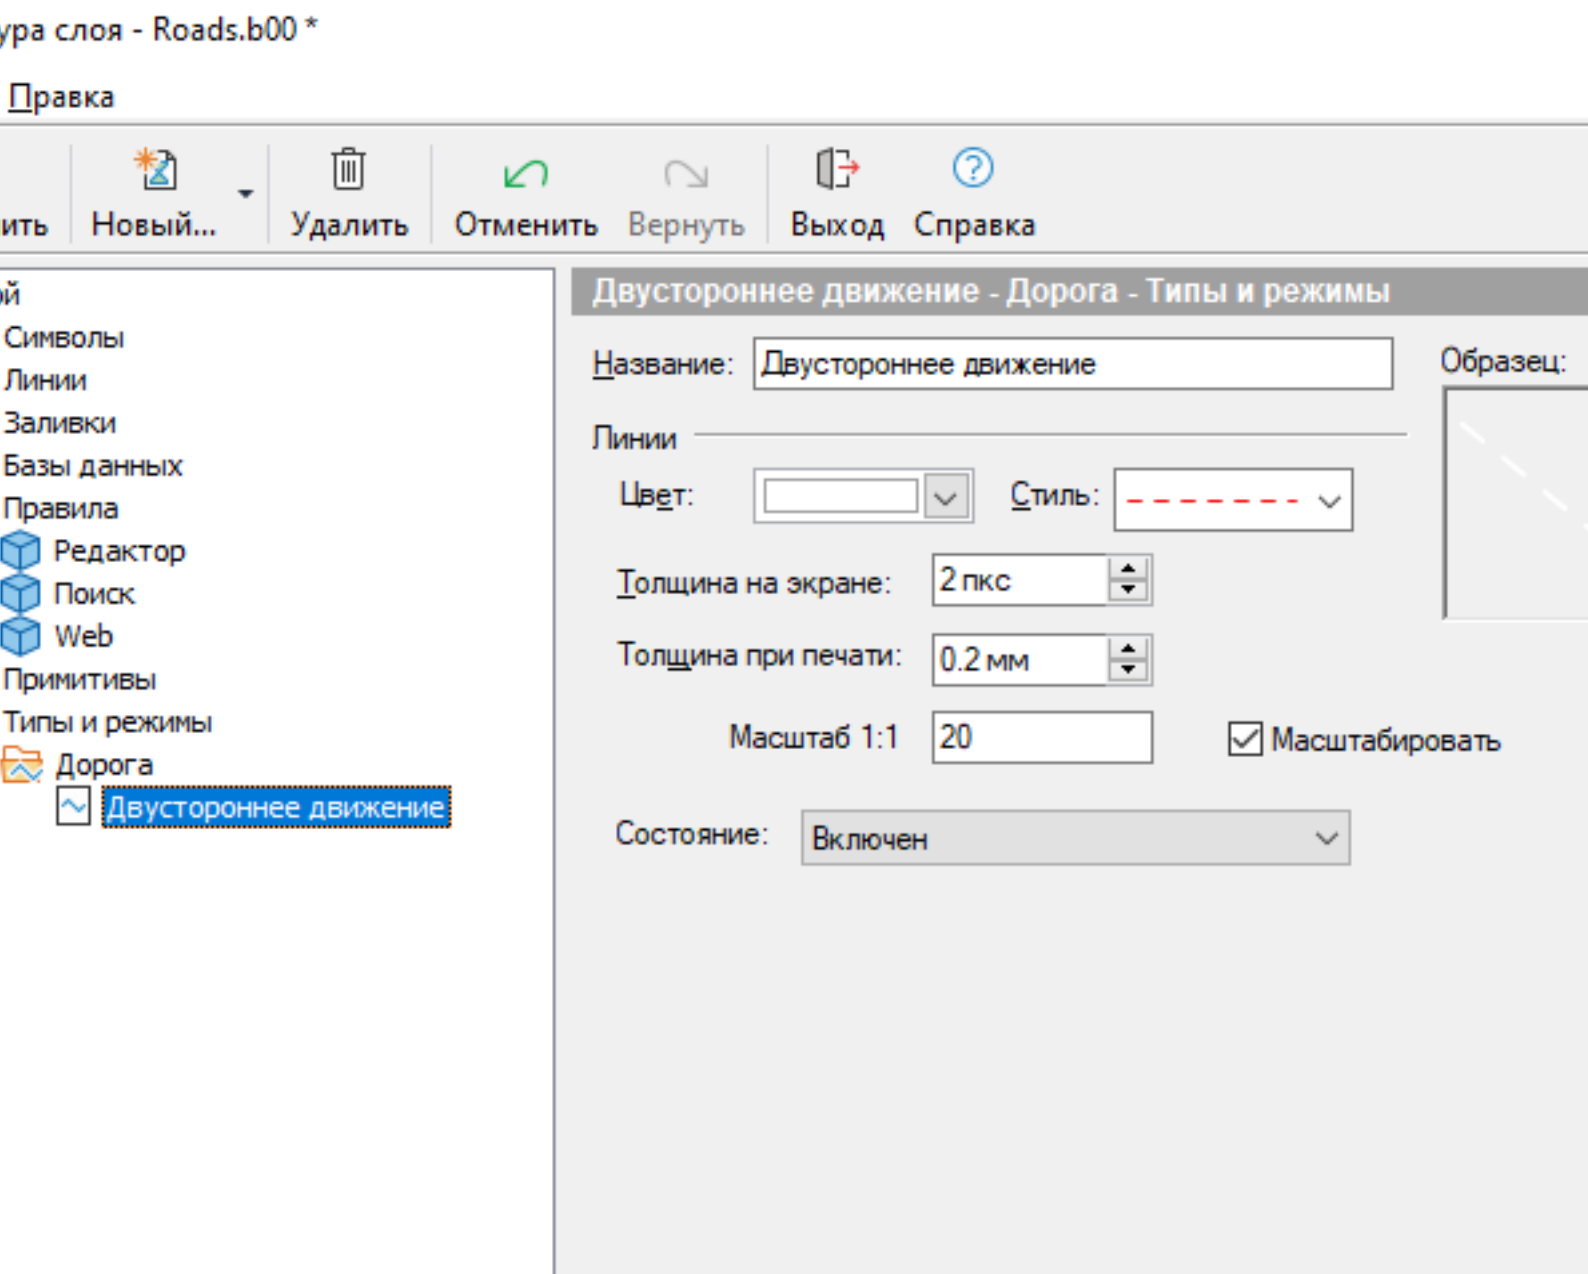 ура слоя - Roads.b00 *
Правка
ить
Новый...
Удалить
Отменить
Вернуть
Выход
Справка
ой
Символы
Линии
Заливки
Базы данных
Правила
Редактор
Поиск
Web
Примитивы
Типы и режимы
Дорога
Двустороннее движение
Двустороннее движение - Дорога - Типы и режимы
Название: Двустороннее движение
Образец:
Линии
Цвет:
Стиль:
Толщина на экране: 2 пкс
Толщина при печати: 0.2 мм
Масштаб 1:1 20
Масштабировать
Состояние: Включен